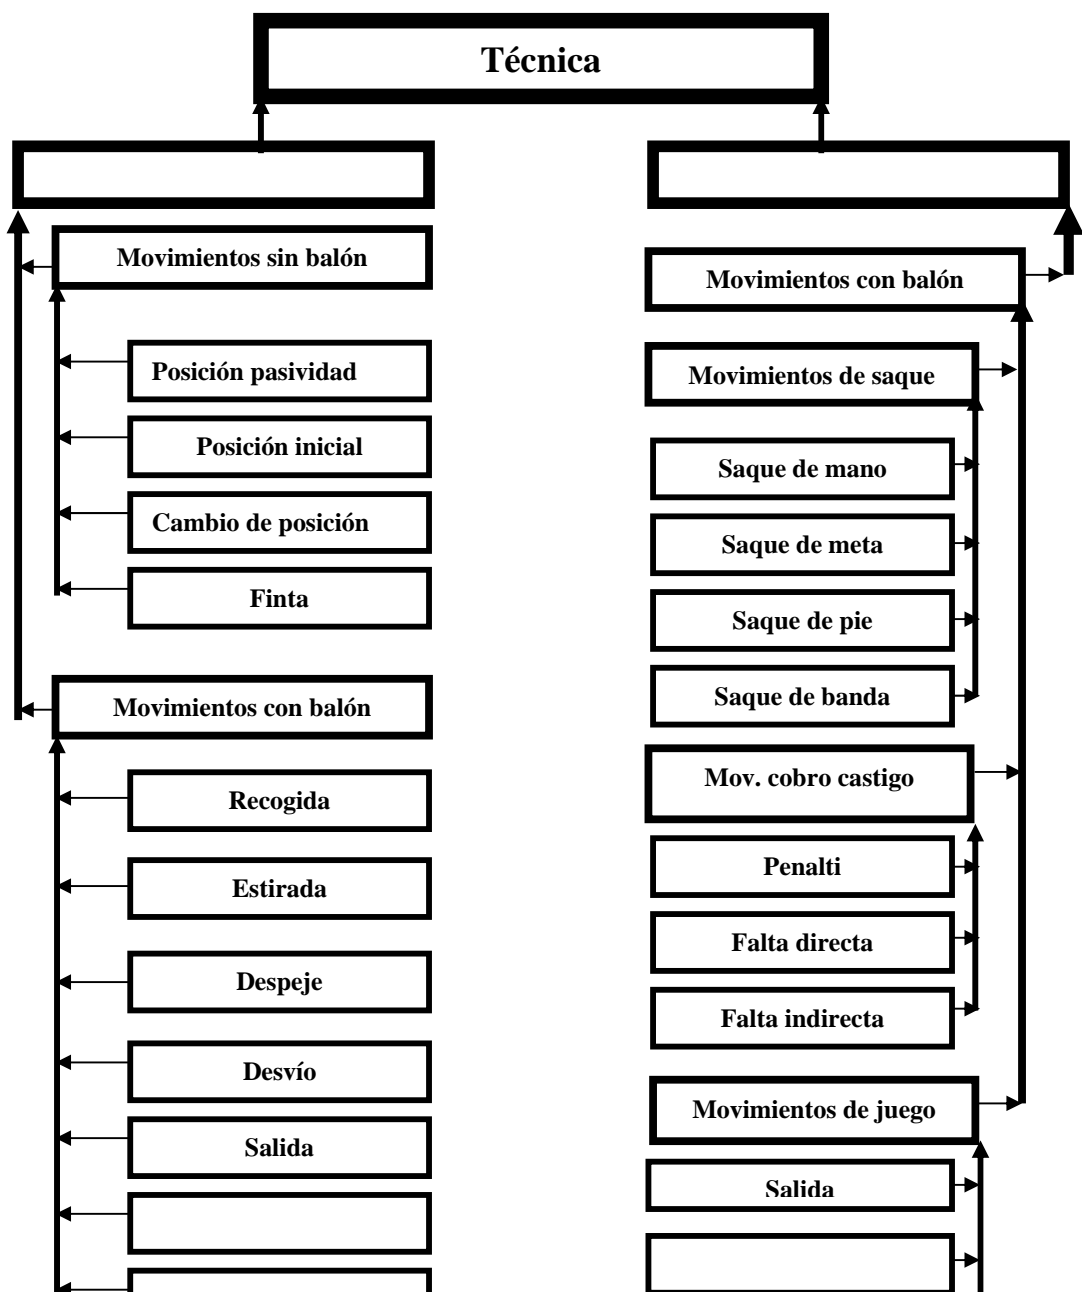 Técnica
Movimientos sin balón
Posición pasividad
Posición inicial
Cambio de posición
Finta
Movimientos con balón
Recogida
Estirada
Despeje
Desvío
Salida
Movimientos con balón
Movimientos de saque
Saque de mano
Saque de meta
Saque de pie
Saque de banda
Mov. cobro castigo
Penalti
Falta directa
Falta indirecta
Movimientos de juego
Salida